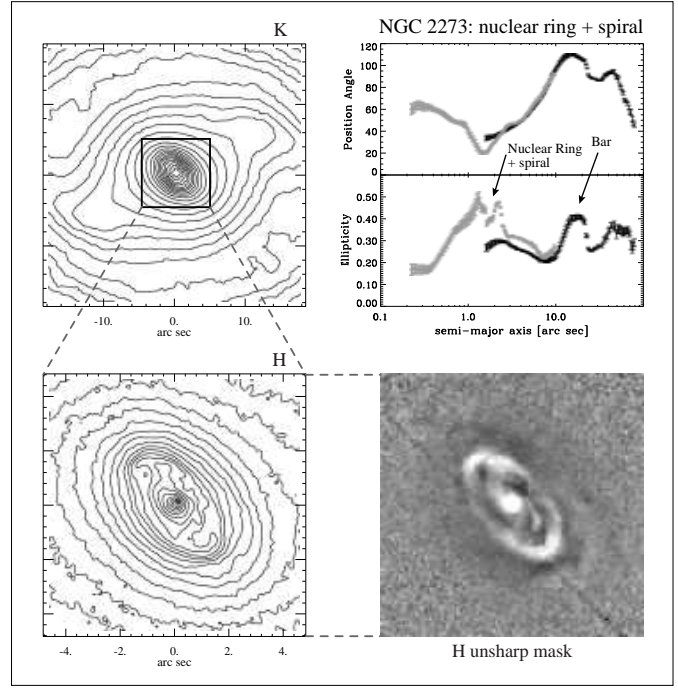 K
NGC 2273: nuclear ring + spiral
120
100
80
60
40
20
0
Position Angle
Nuclear Ring
+ spiral
Bar
0.50
0.40
0.30
0.20
0.10
0.00
Ellipticity
0.1 1.0 10.0
semi-major axis [arc sec]
-10. 0. 10.
arc sec
H
-4. -2. 0. 2. 4.
arc sec
H unsharp mask